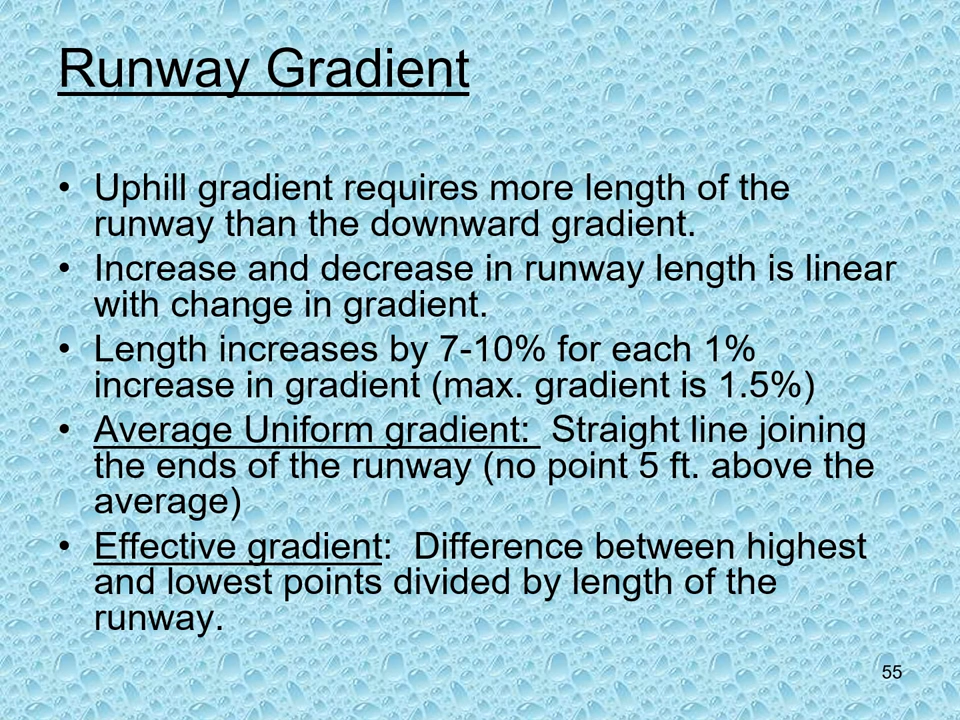 Runway Gradient
• Uphill gradient requires more length of the
runway than the downward gradient.
• Increase and decrease in runway length is linear
with change in gradient.
• Length increases by 7-10% for each 1%
increase in gradient (max. gradient is 1.5%)
• Average Uniform gradient: Straight line joining
the ends of the runway (no point 5 ft. above the
average)
• Effective gradient: Difference between highest
and lowest points divided by length of the
runway.
55